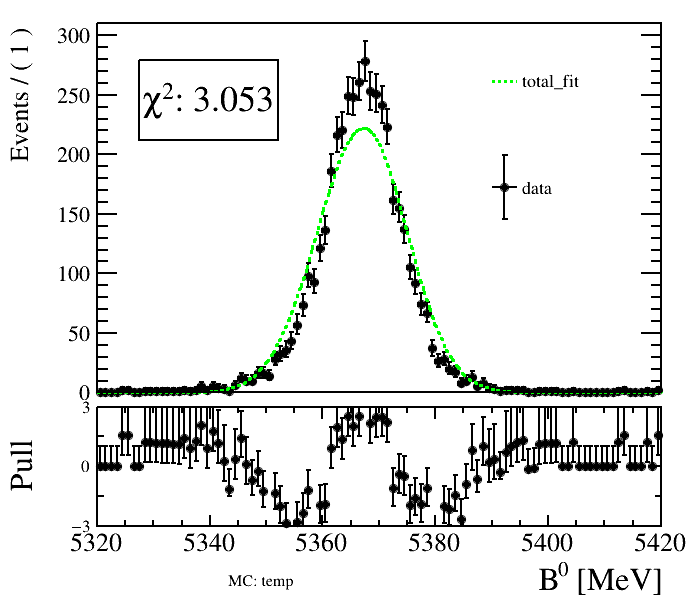 Events / ( 1 )
300
250
200
150
100
50
0
χ²: 3.053
total_fit
data
Pull
3
0
−3
5320 5340 5360 5380 5400 5420
MC: temp
B⁰ [MeV]